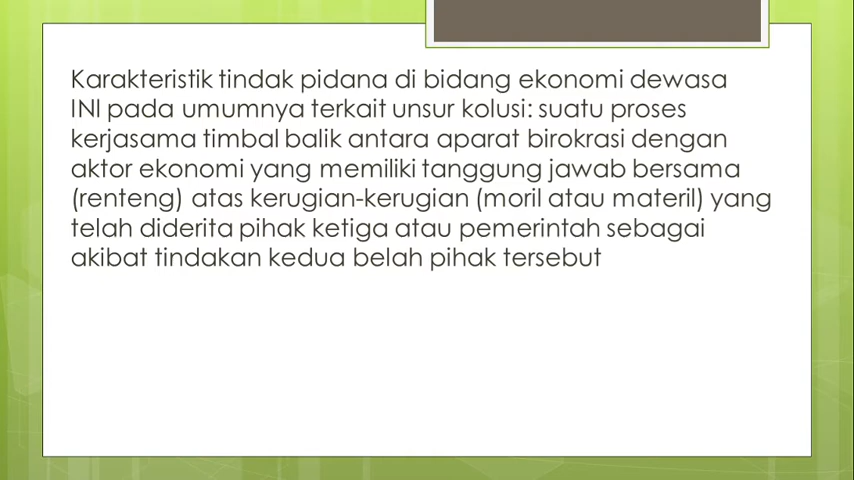 Karakteristik tindak pidana di bidang ekonomi dewasa
INI pada umumnya terkait unsur kolusi: suatu proses
kerjasama timbal balik antara aparat birokrasi dengan
aktor ekonomi yang memiliki tanggung jawab bersama
(renteng) atas kerugian-kerugian (moril atau materil) yang
telah diderita pihak ketiga atau pemerintah sebagai
akibat tindakan kedua belah pihak tersebut